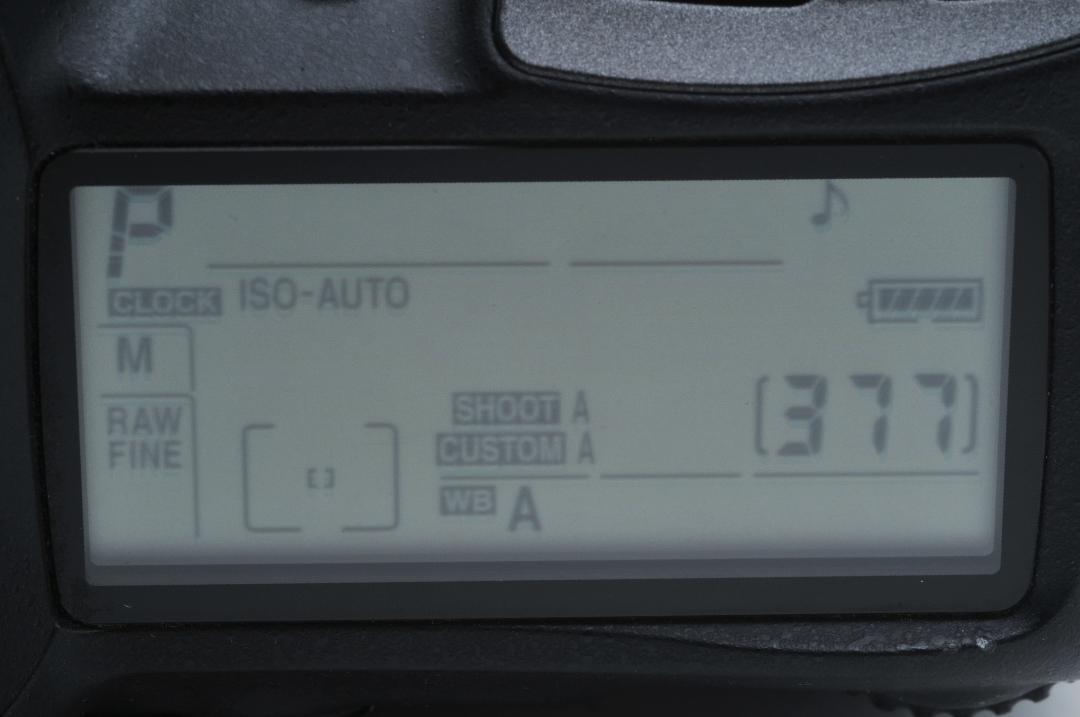 P
CLOCK ISO-AUTO
M
RAW
FINE
SHOOT A
CUSTOM A
[377]
WB A